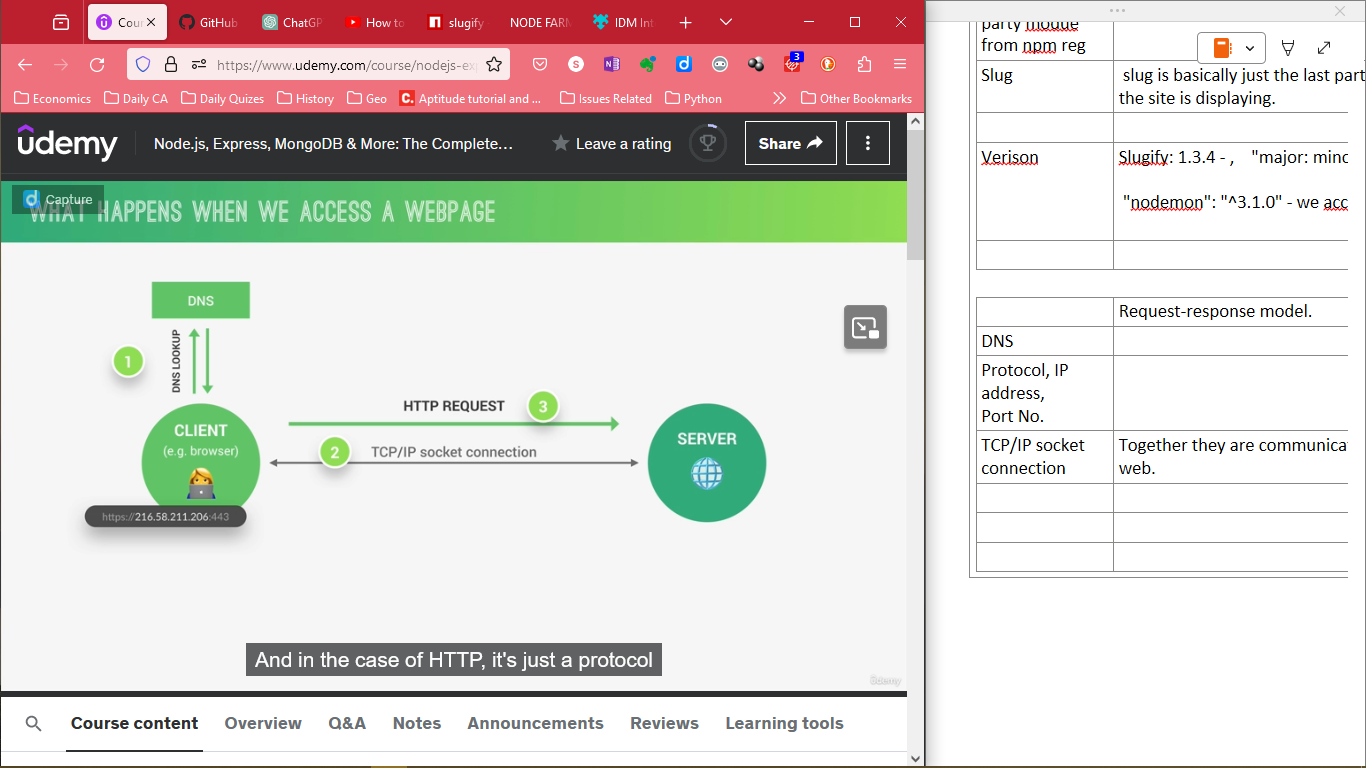 Cour
GitHub
ChatGP
How to
slugify
NODE FARM
IDM Int
https://www.udemy.com/course/nodejs-ex
S
N
3
Economics
Daily CA
Daily Quizes
History
Geo
C.
Aptitude tutorial and ...
Issues Related
Python
Other Bookmarks
udemy
Node.js, Express, MongoDB & More: The Complete…
Leave a rating
Share
Capture
WHAT HAPPENS WHEN WE ACCESS A WEBPAGE
DNS
DNS LOOKUP
1
HTTP REQUEST
3
CLIENT
(e.g. browser)
2
TCP/IP socket connection
SERVER
https://216.58.211.206:443
And in the case of HTTP, it's just a protocol
ûdemy
Course content
Overview
Q&A
Notes
Announcements
Reviews
Learning tools
party modue
from npm reg
Slug
slug is basically just the last part
the site is displaying.
Verison
Slugify: 1.3.4 - , "major: mino
"nodemon": "^3.1.0" - we acc
Request-response model.
DNS
Protocol, IP
address,
Port No.
TCP/IP socket
connection
Together they are communica
web.